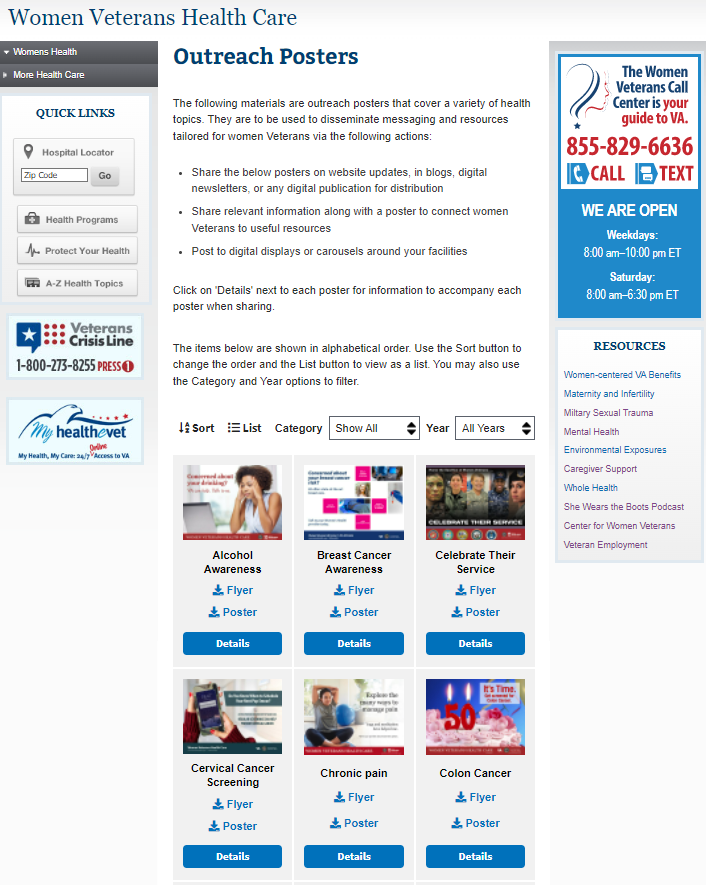 Women Veterans Health Care
Womens Health
More Health Care
QUICK LINKS
Hospital Locator
Zip Code
Go
Health Programs
Protect Your Health
A-Z Health Topics
Veterans
Crisis Line
1-800-273-8255 PRESS 1
My healthevet
My Health, My Care: 24/7 Online Access to VA
Outreach Posters
The following materials are outreach posters that cover a variety of health
topics. They are to be used to disseminate messaging and resources
tailored for women Veterans via the following actions:
Share the below posters on website updates, in blogs, digital
newsletters, or any digital publication for distribution
Share relevant information along with a poster to connect women
Veterans to useful resources
Post to digital displays or carousels around your facilities
Click on 'Details' next to each poster for information to accompany each
poster when sharing.
The items below are shown in alphabetical order. Use the Sort button to
change the order and the List button to view as a list. You may also use
the Category and Year options to filter.
Sort List Category Show All Year All Years
Concerned about
your drinking?
Alcohol
Awareness
Flyer
Poster
Details
Concerned about
your breast cancer
risk?
Breast Cancer
Awareness
Flyer
Poster
Details
CELEBRATE THEIR SERVICE
Celebrate Their
Service
Flyer
Poster
Details
Cervical Cancer
Screening
Flyer
Poster
Details
Explore the
many ways to
manage pain
Chronic pain
Flyer
Poster
Details
It's Time.
50
Colon Cancer
Flyer
Poster
Details
The Women
Veterans Call
Center is your
guide to VA.
855-829-6636
CALL TEXT
WE ARE OPEN
Weekdays:
8:00 am–10:00 pm ET
Saturday:
8:00 am–6:30 pm ET
RESOURCES
Women-centered VA Benefits
Maternity and Infertility
Miltary Sexual Trauma
Mental Health
Environmental Exposures
Caregiver Support
Whole Health
She Wears the Boots Podcast
Center for Women Veterans
Veteran Employment